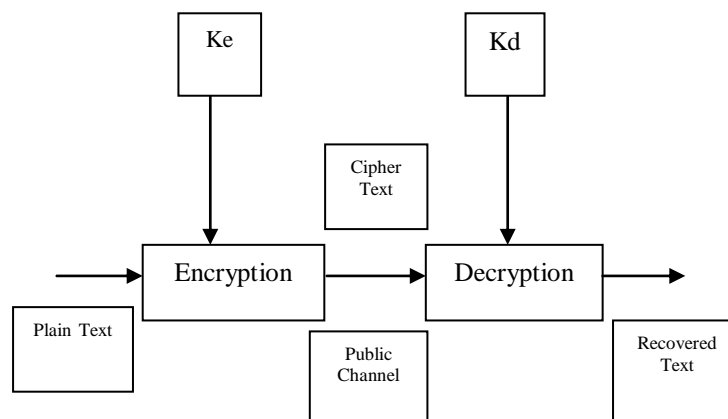 Ke
Kd
Cipher
Text
Encryption
Decryption
Plain Text
Public
Channel
Recovered
Text